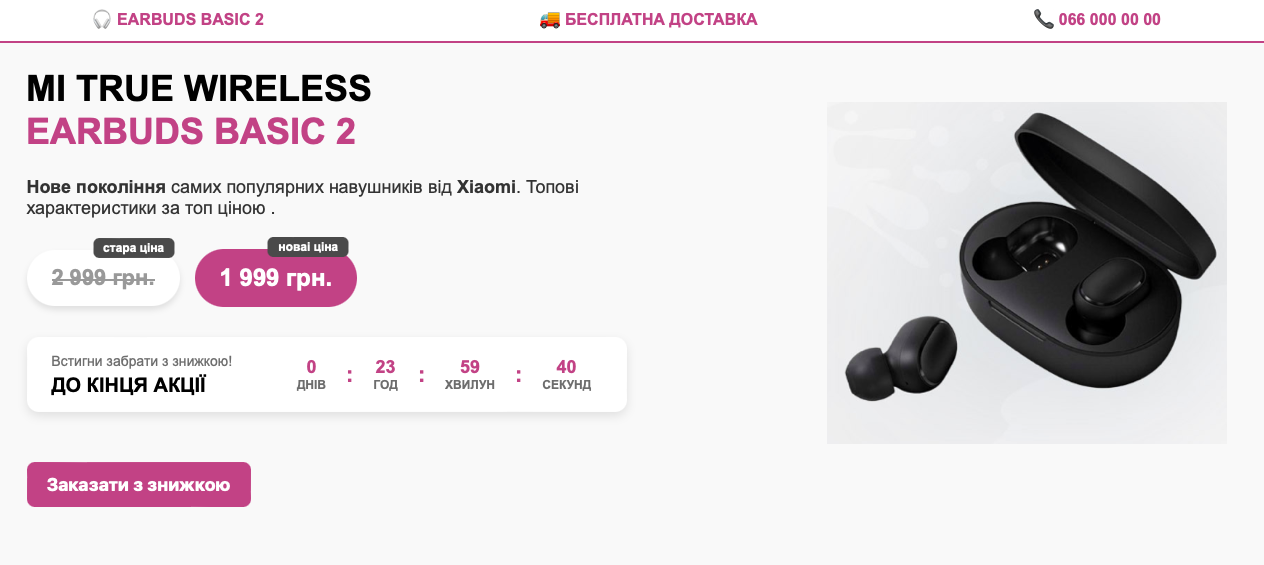 EARBUDS BASIC 2
БЕСПЛАТНА ДОСТАВКА
066 000 00 00
MI TRUE WIRELESS
EARBUDS BASIC 2
Нове покоління самих популярних навушників від Xiaomi. Топові
характеристики за топ ціною .
стара ціна
новаі ціна
2 999 грн.
1 999 грн.
Встигни забрати з знижкою!
ДО КІНЦЯ АКЦІЇ
0 : 23 : 59 : 40
ДНІВ ГОД ХВИЛУН СЕКУНД
Заказати з знижкою